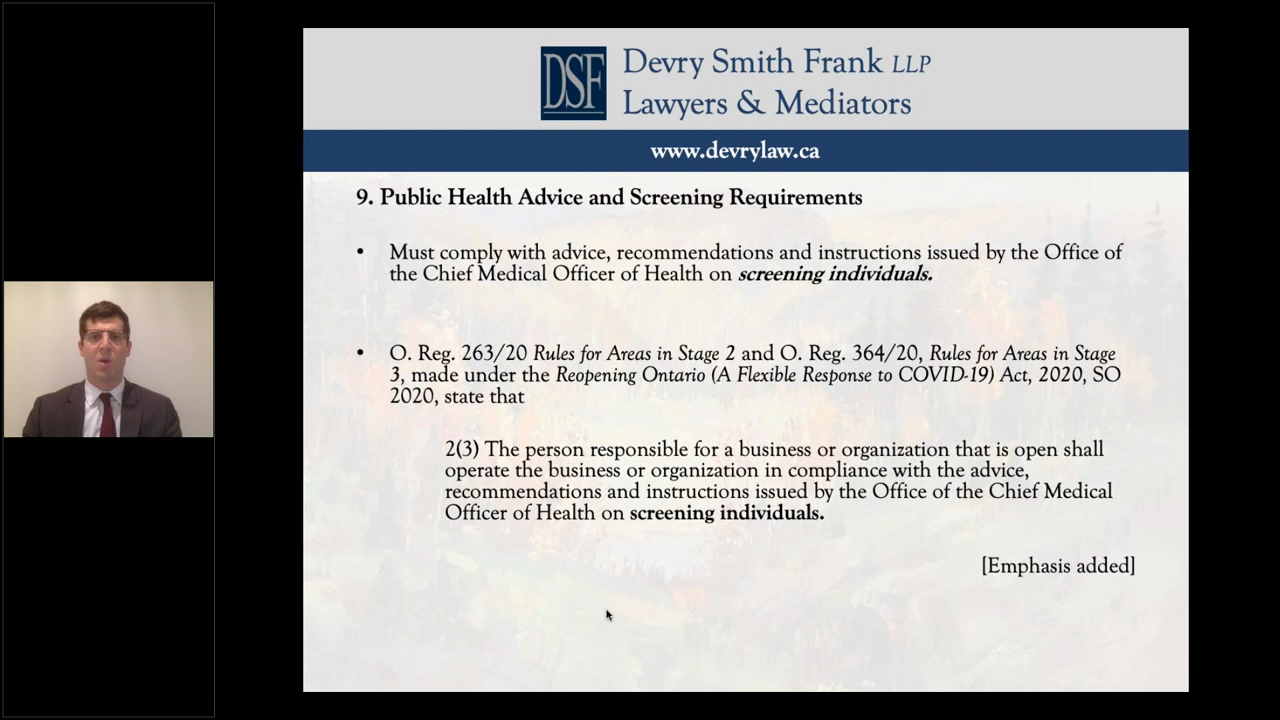 DSF
Devry Smith Frank LLP
Lawyers & Mediators
www.devrylaw.ca
9. Public Health Advice and Screening Requirements
• Must comply with advice, recommendations and instructions issued by the Office of
the Chief Medical Officer of Health on screening individuals.
• O. Reg. 263/20 Rules for Areas in Stage 2 and O. Reg. 364/20, Rules for Areas in Stage
3, made under the Reopening Ontario (A Flexible Response to COVID-19) Act, 2020, SO
2020, state that
2(3) The person responsible for a business or organization that is open shall
operate the business or organization in compliance with the advice,
recommendations and instructions issued by the Office of the Chief Medical
Officer of Health on screening individuals.
[Emphasis added]